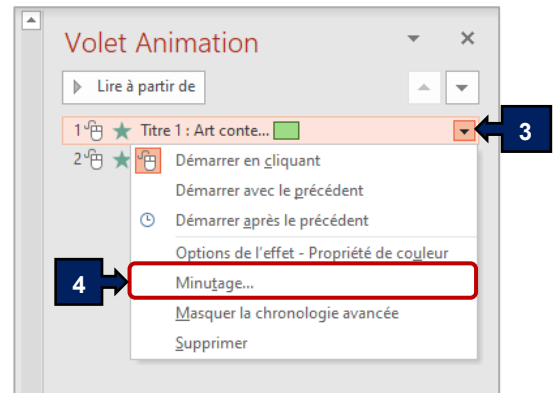 Volet Animation
Lire à partir de
1 Titre 1 : Art conte...
3
2
Démarrer en cliquant
Démarrer avec le précédent
Démarrer après le précédent
Options de l'effet - Propriété de couleur
4
Minutage...
Masquer la chronologie avancée
Supprimer